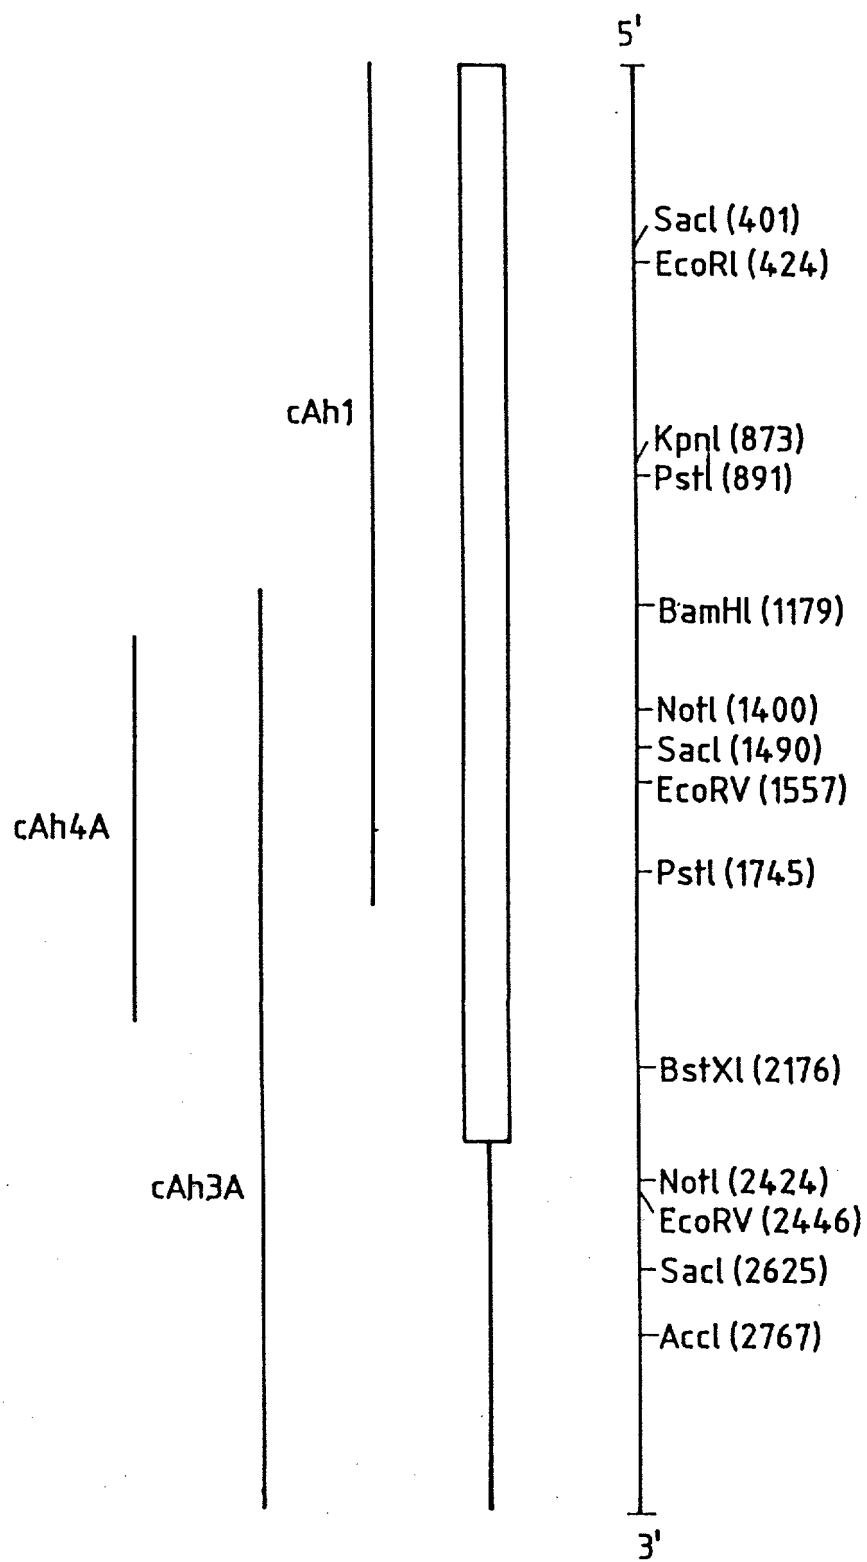 5'
SacI (401)
EcoRI (424)
cAh1
KpnI (873)
PstI (891)
BamHI (1179)
NotI (1400)
SacI (1490)
EcoRV (1557)
cAh4A
PstI (1745)
BstXI (2176)
cAh3A
NotI (2424)
EcoRV (2446)
SacI (2625)
AccI (2767)
3'